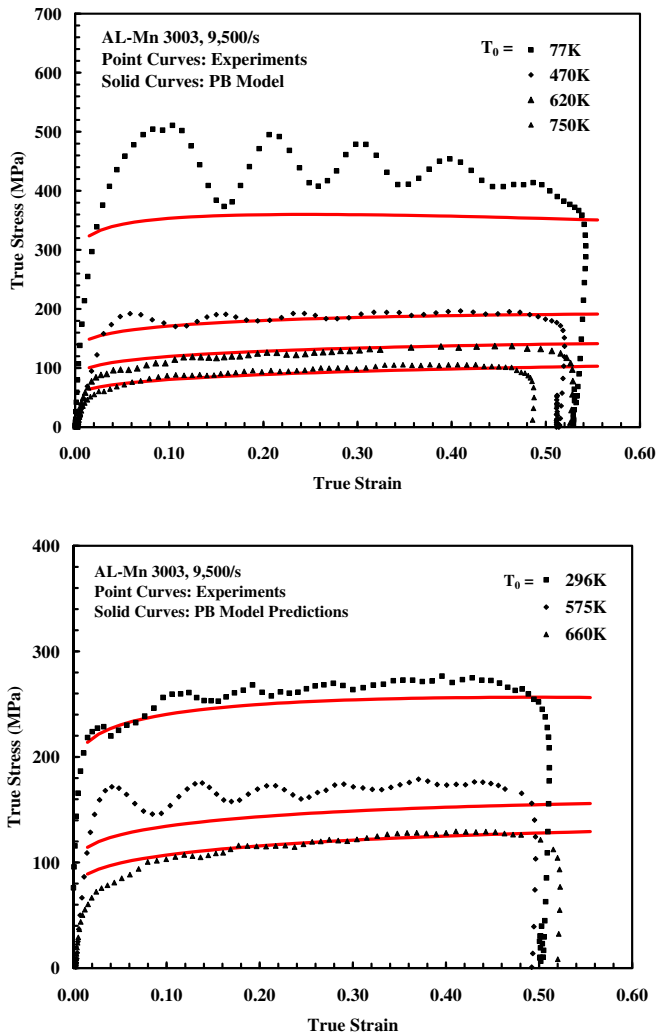 700
AL-Mn 3003, 9,500/s
Point Curves: Experiments
Solid Curves: PB Model
T0 = 77K
470K
620K
750K
600
500
400
300
200
100
0
True Stress (MPa)
0.00 0.10 0.20 0.30 0.40 0.50 0.60
True Strain
400
AL-Mn 3003, 9,500/s
Point Curves: Experiments
Solid Curves: PB Model Predictions
T0 = 296K
575K
660K
300
200
100
0
True Stress (MPa)
0.00 0.10 0.20 0.30 0.40 0.50 0.60
True Strain